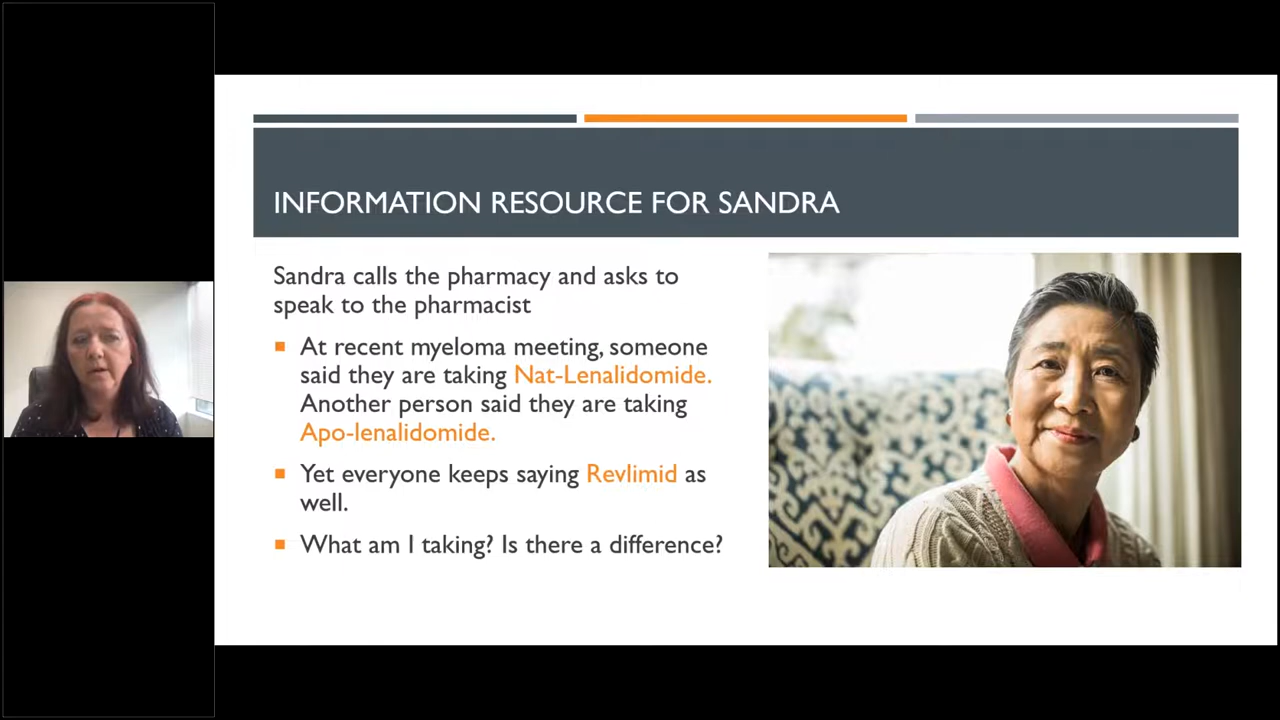 INFORMATION RESOURCE FOR SANDRA
Sandra calls the pharmacy and asks to
speak to the pharmacist
At recent myeloma meeting, someone
said they are taking Nat-Lenalidomide.
Another person said they are taking
Apo-lenalidomide.
Yet everyone keeps saying Revlimid as
well.
What am I taking? Is there a difference?